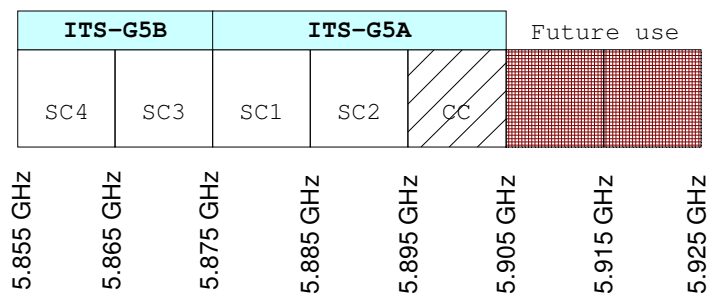 ITS-G5B ITS-G5A Future use
SC4 SC3 SC1 SC2 CC
5.855 GHz
5.865 GHz
5.875 GHz
5.885 GHz
5.895 GHz
5.905 GHz
5.915 GHz
5.925 GHz